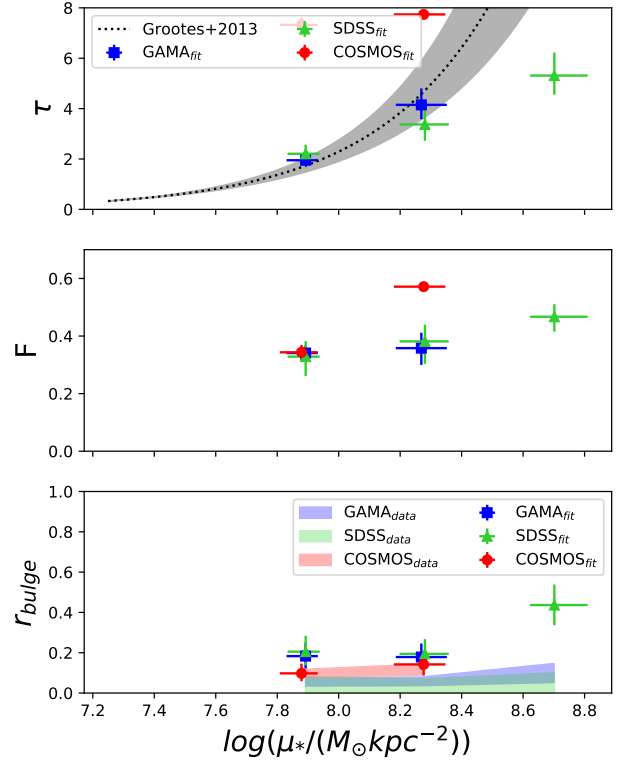 8
6
4
2
0
τ
Grootes+2013
GAMA_fit
SDSS_fit
COSMOS_fit
0.6
0.4
0.2
0.0
F
1.0
0.8
0.6
0.4
0.2
0.0
r_bulge
GAMA_data
SDSS_data
COSMOS_data
GAMA_fit
SDSS_fit
COSMOS_fit
7.2 7.4 7.6 7.8 8.0 8.2 8.4 8.6 8.8
log(μ*/(M⊙kpc⁻²))